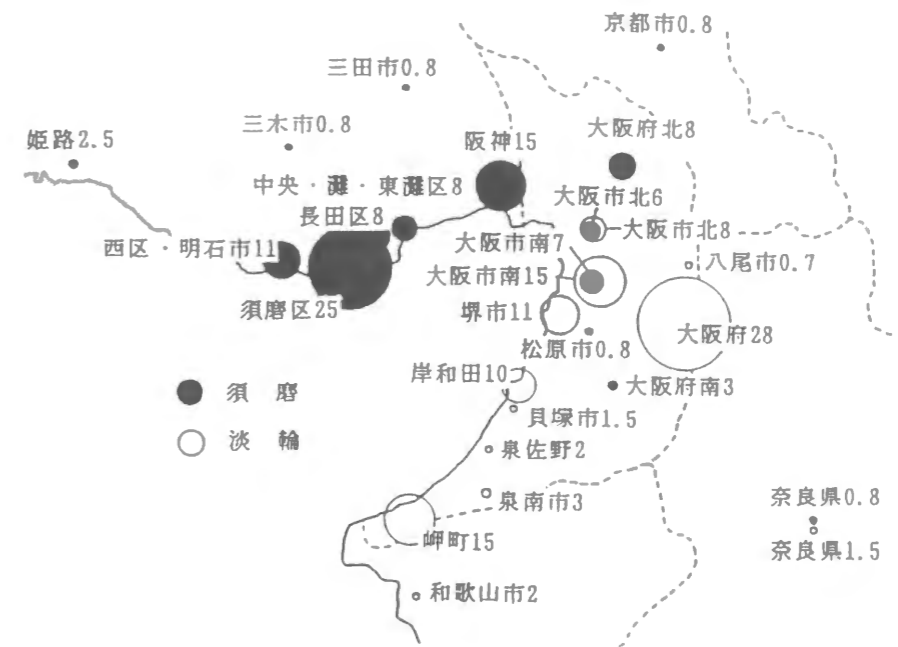 京都市0.8
三田市0.8
三木市0.8
姫路2.5
阪神15
大阪府北8
中央・灘・東灘区8
大阪市北6
長田区8
大阪市北8
西区・明石市11
大阪市南7
八尾市0.7
大阪市南15
須磨区25
堺市11
大阪府28
松原市0.8
岸和田10
大阪府南3
須磨
貝塚市1.5
淡輪
泉佐野2
泉南市3
奈良県0.8
岬町15
奈良県1.5
和歌山市2